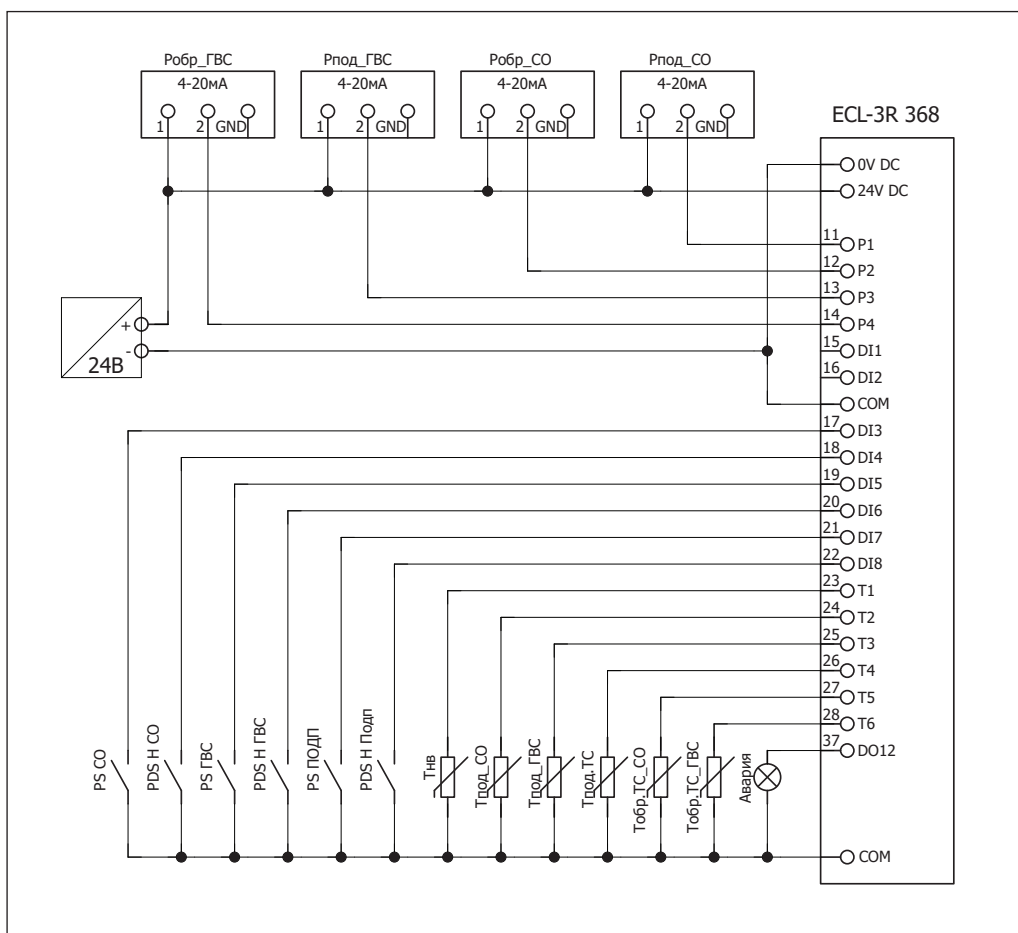 Робр_ГВС
Рпод_ГВС
Робр_СО
Рпод_СО
4-20мА
4-20мА
4-20мА
4-20мА
1
2
GND
1
2
GND
1
2
GND
1
2
GND
ECL-3R 368
0V DC
24V DC
11 P1
12 P2
13 P3
14 P4
15 DI1
16 DI2
COM
17 DI3
18 DI4
19 DI5
20 DI6
21 DI7
22 DI8
23 T1
24 T2
25 T3
26 T4
27 T5
28 T6
37 DO12
COM
+
-
24В
PS СО
PDS Н СО
PS ГВС
PDS Н ГВС
PS ПОДП
PDS Н Подп
Тнв
Тпод_СО
Тпод_ГВС
Тпод.ТС
Тобр.ТС_СО
Тобр.ТС_ГВС
Авария